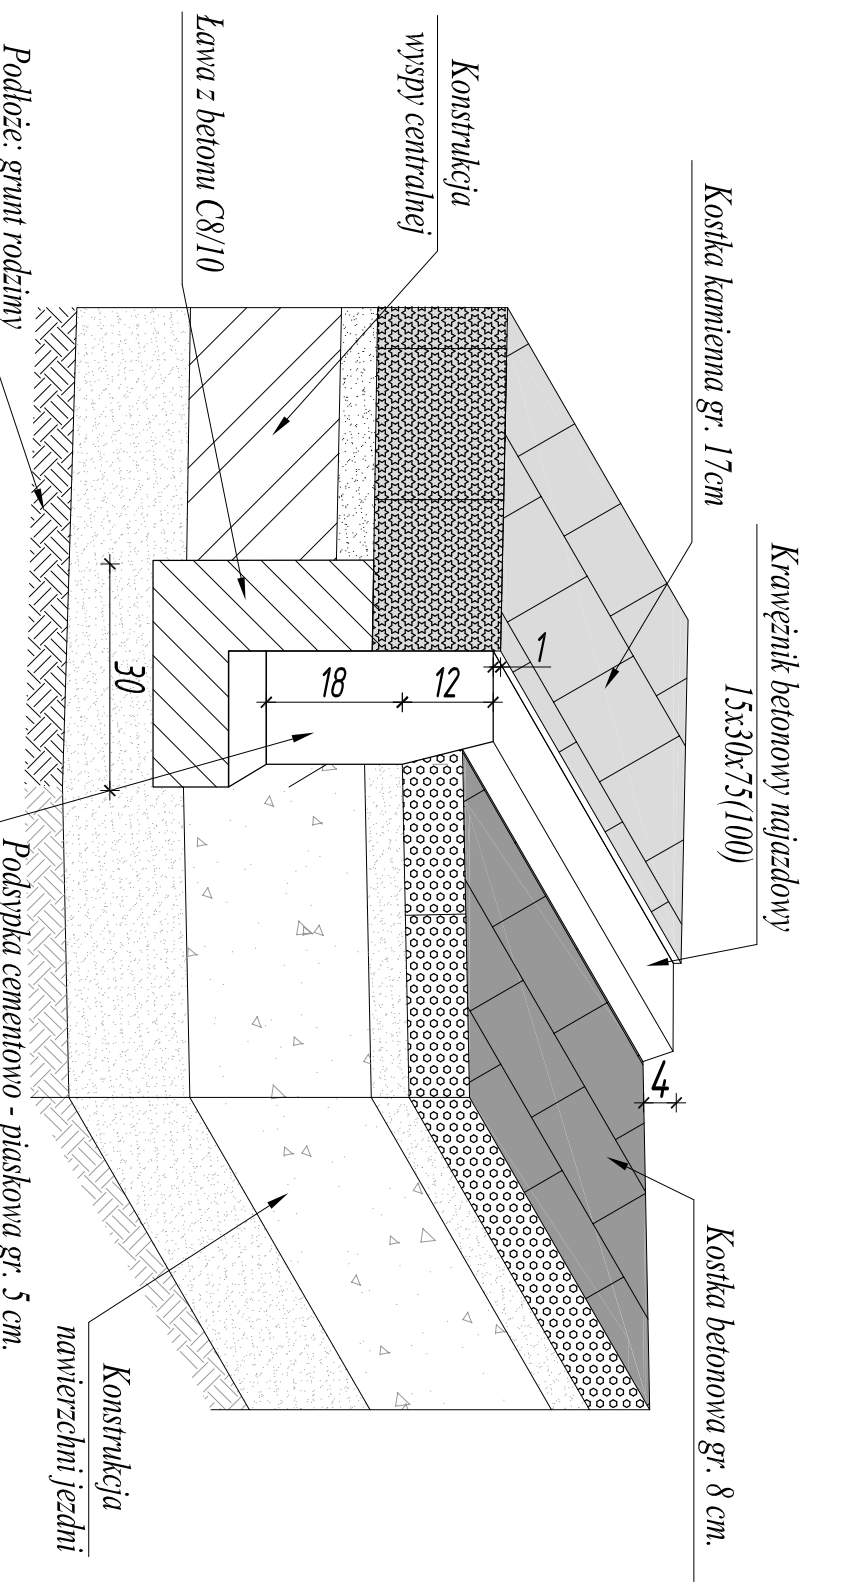 Krawężnik betonowy najazdowy
15x30x75(100)
Kostka kamienna gr. 17cm
Kostka betonowa gr. 8 cm.
Konstrukcja
wyspy centralnej
Ława z betonu C8/10
Podłoże: grunt rodzimy
1
12
18
4
30
Konstrukcja
nawierzchni jezdni
Podsypka cementowo - piaskowa gr. 5 cm.